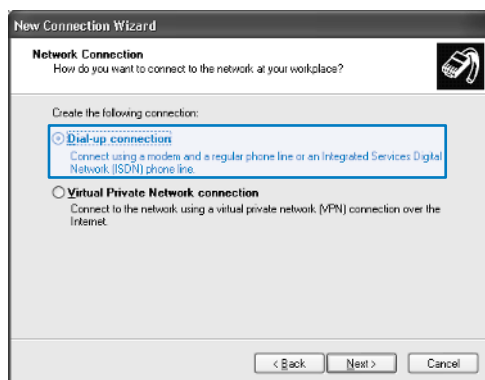 New Connection Wizard
Network Connection
How do you want to connect to the network at your workplace?
Create the following connection:
Dial-up connection
Connect using a modem and a regular phone line or an Integrated Services Digital
Network (ISDN) phone line.
Virtual Private Network connection
Connect to the network using a virtual private network (VPN) connection over the
Internet.
< Back
Next >
Cancel